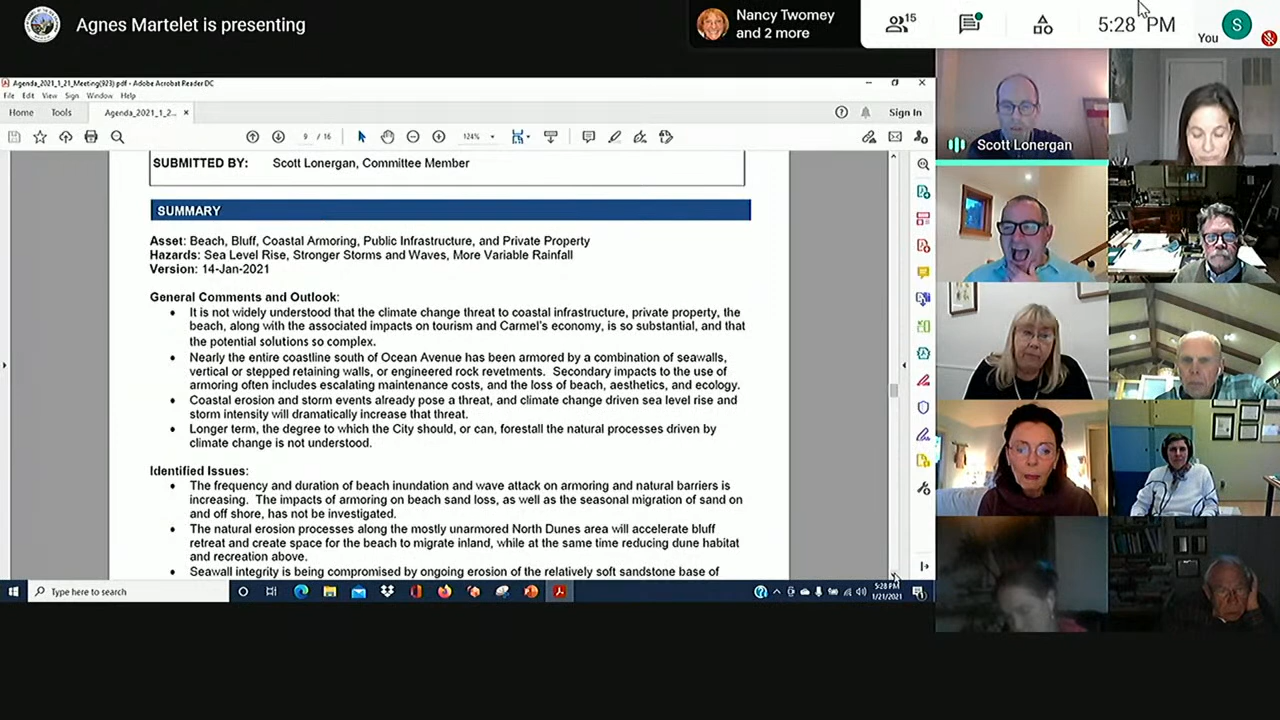 Agnes Martelet is presenting
Nancy Twomey
and 2 more
15
5:28 PM
You
S
Agenda_2021_1_21_Meeting(923).pdf - Adobe Acrobat Reader DC
File Edit View Sign Window Help
Home Tools Agenda_2021_1_2... × Sign In
9 / 16 124%
SUBMITTED BY: Scott Lonergan, Committee Member
SUMMARY
Asset: Beach, Bluff, Coastal Armoring, Public Infrastructure, and Private Property
Hazards: Sea Level Rise, Stronger Storms and Waves, More Variable Rainfall
Version: 14-Jan-2021
General Comments and Outlook:
• It is not widely understood that the climate change threat to coastal infrastructure, private property, the
beach, along with the associated impacts on tourism and Carmel's economy, is so substantial, and that
the potential solutions so complex.
• Nearly the entire coastline south of Ocean Avenue has been armored by a combination of seawalls,
vertical or stepped retaining walls, or engineered rock revetments. Secondary impacts to the use of
armoring often includes escalating maintenance costs, and the loss of beach, aesthetics, and ecology.
• Coastal erosion and storm events already pose a threat, and climate change driven sea level rise and
storm intensity will dramatically increase that threat.
• Longer term, the degree to which the City should, or can, forestall the natural processes driven by
climate change is not understood.
Identified Issues:
• The frequency and duration of beach inundation and wave attack on armoring and natural barriers is
increasing. The impacts of armoring on beach sand loss, as well as the seasonal migration of sand on
and off shore, has not be investigated.
• The natural erosion processes along the mostly unarmored North Dunes area will accelerate bluff
retreat and create space for the beach to migrate inland, while at the same time reducing dune habitat
and recreation above.
• Seawall integrity is being compromised by ongoing erosion of the relatively soft sandstone base of
Type here to search
5:28 PM
1/21/2021
Scott Lonergan